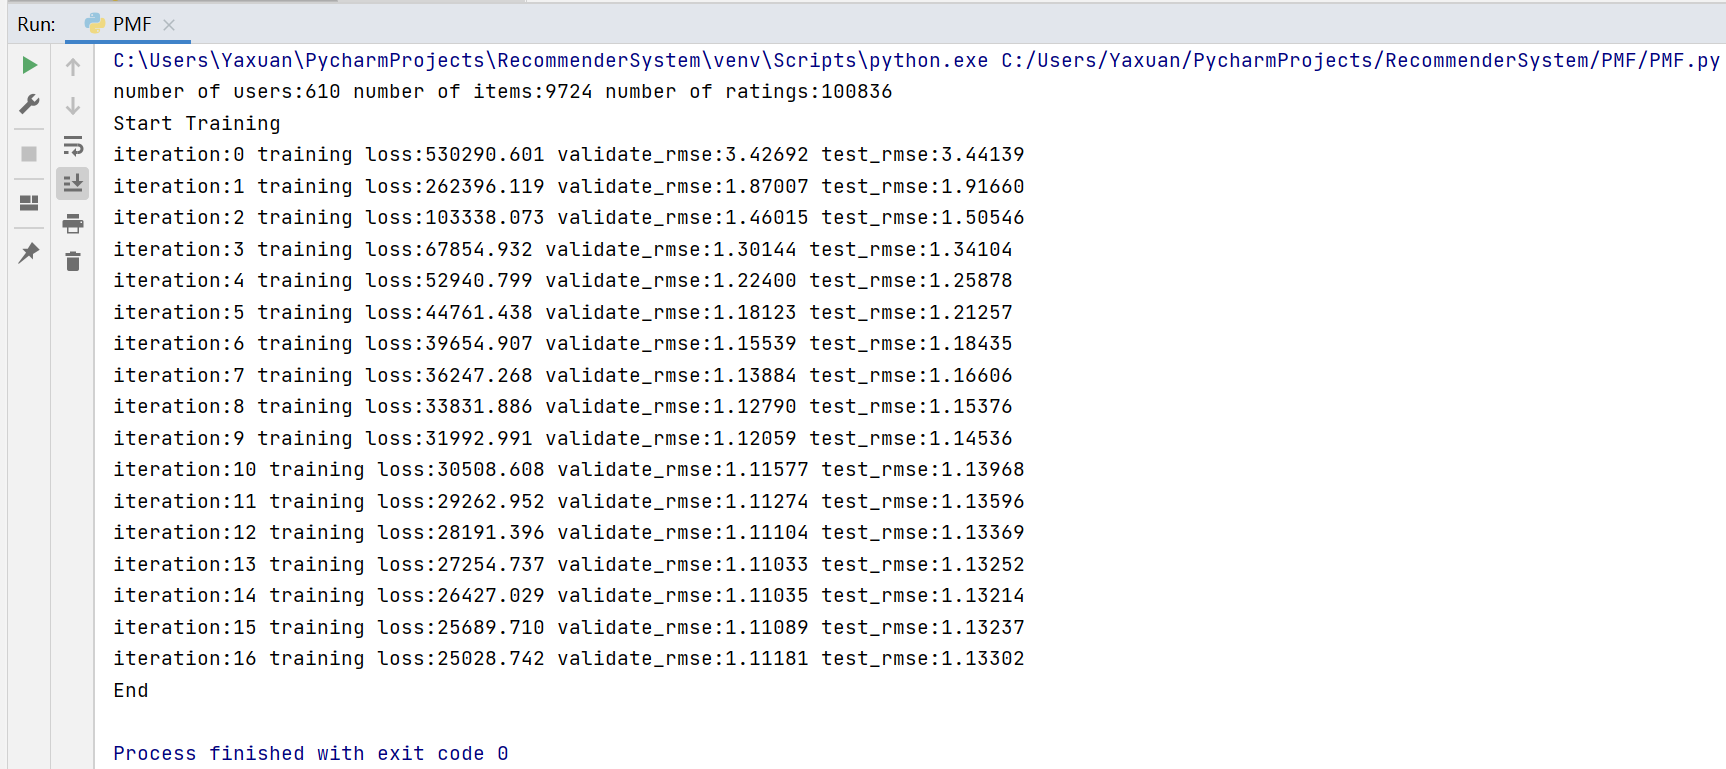 Run: PMF
C:\Users\Yaxuan\PycharmProjects\RecommenderSystem\venv\Scripts\python.exe C:/Users/Yaxuan/PycharmProjects/RecommenderSystem/PMF/PMF.py
number of users:610 number of items:9724 number of ratings:100836
Start Training
iteration:0 training loss:530290.601 validate_rmse:3.42692 test_rmse:3.44139
iteration:1 training loss:262396.119 validate_rmse:1.87007 test_rmse:1.91660
iteration:2 training loss:103338.073 validate_rmse:1.46015 test_rmse:1.50546
iteration:3 training loss:67854.932 validate_rmse:1.30144 test_rmse:1.34104
iteration:4 training loss:52940.799 validate_rmse:1.22400 test_rmse:1.25878
iteration:5 training loss:44761.438 validate_rmse:1.18123 test_rmse:1.21257
iteration:6 training loss:39654.907 validate_rmse:1.15539 test_rmse:1.18435
iteration:7 training loss:36247.268 validate_rmse:1.13884 test_rmse:1.16606
iteration:8 training loss:33831.886 validate_rmse:1.12790 test_rmse:1.15376
iteration:9 training loss:31992.991 validate_rmse:1.12059 test_rmse:1.14536
iteration:10 training loss:30508.608 validate_rmse:1.11577 test_rmse:1.13968
iteration:11 training loss:29262.952 validate_rmse:1.11274 test_rmse:1.13596
iteration:12 training loss:28191.396 validate_rmse:1.11104 test_rmse:1.13369
iteration:13 training loss:27254.737 validate_rmse:1.11033 test_rmse:1.13252
iteration:14 training loss:26427.029 validate_rmse:1.11035 test_rmse:1.13214
iteration:15 training loss:25689.710 validate_rmse:1.11089 test_rmse:1.13237
iteration:16 training loss:25028.742 validate_rmse:1.11181 test_rmse:1.13302
End
Process finished with exit code 0